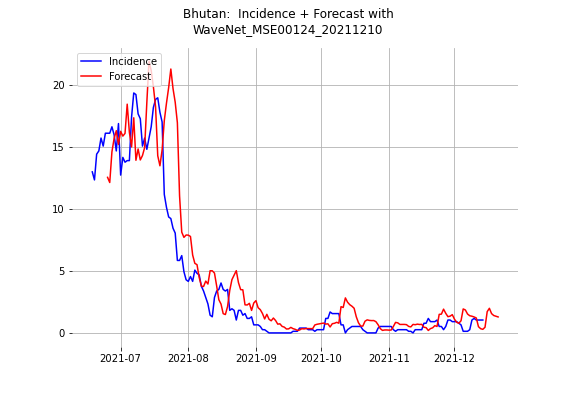 Bhutan:  Incidence + Forecast with
WaveNet_MSE00124_20211210
Incidence
Forecast
20
15
10
5
0
2021-07
2021-08
2021-09
2021-10
2021-11
2021-12